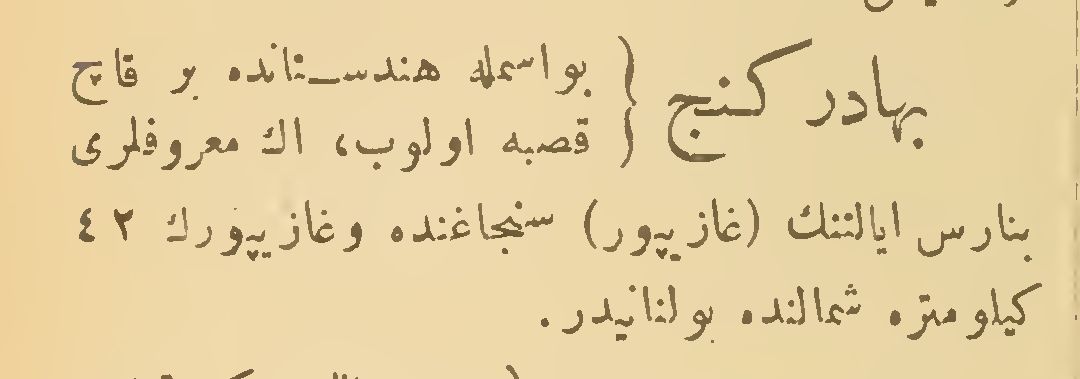 بهادر كنج { بو اسمله هندستانده بر قاچ
قصبه اولوب، اك معروفلرى
بنارس ايالتنك (غازيپور) سنجاغنده وغازيپورك ٤٢
كيلومتره شمالنده بولنانيدر.